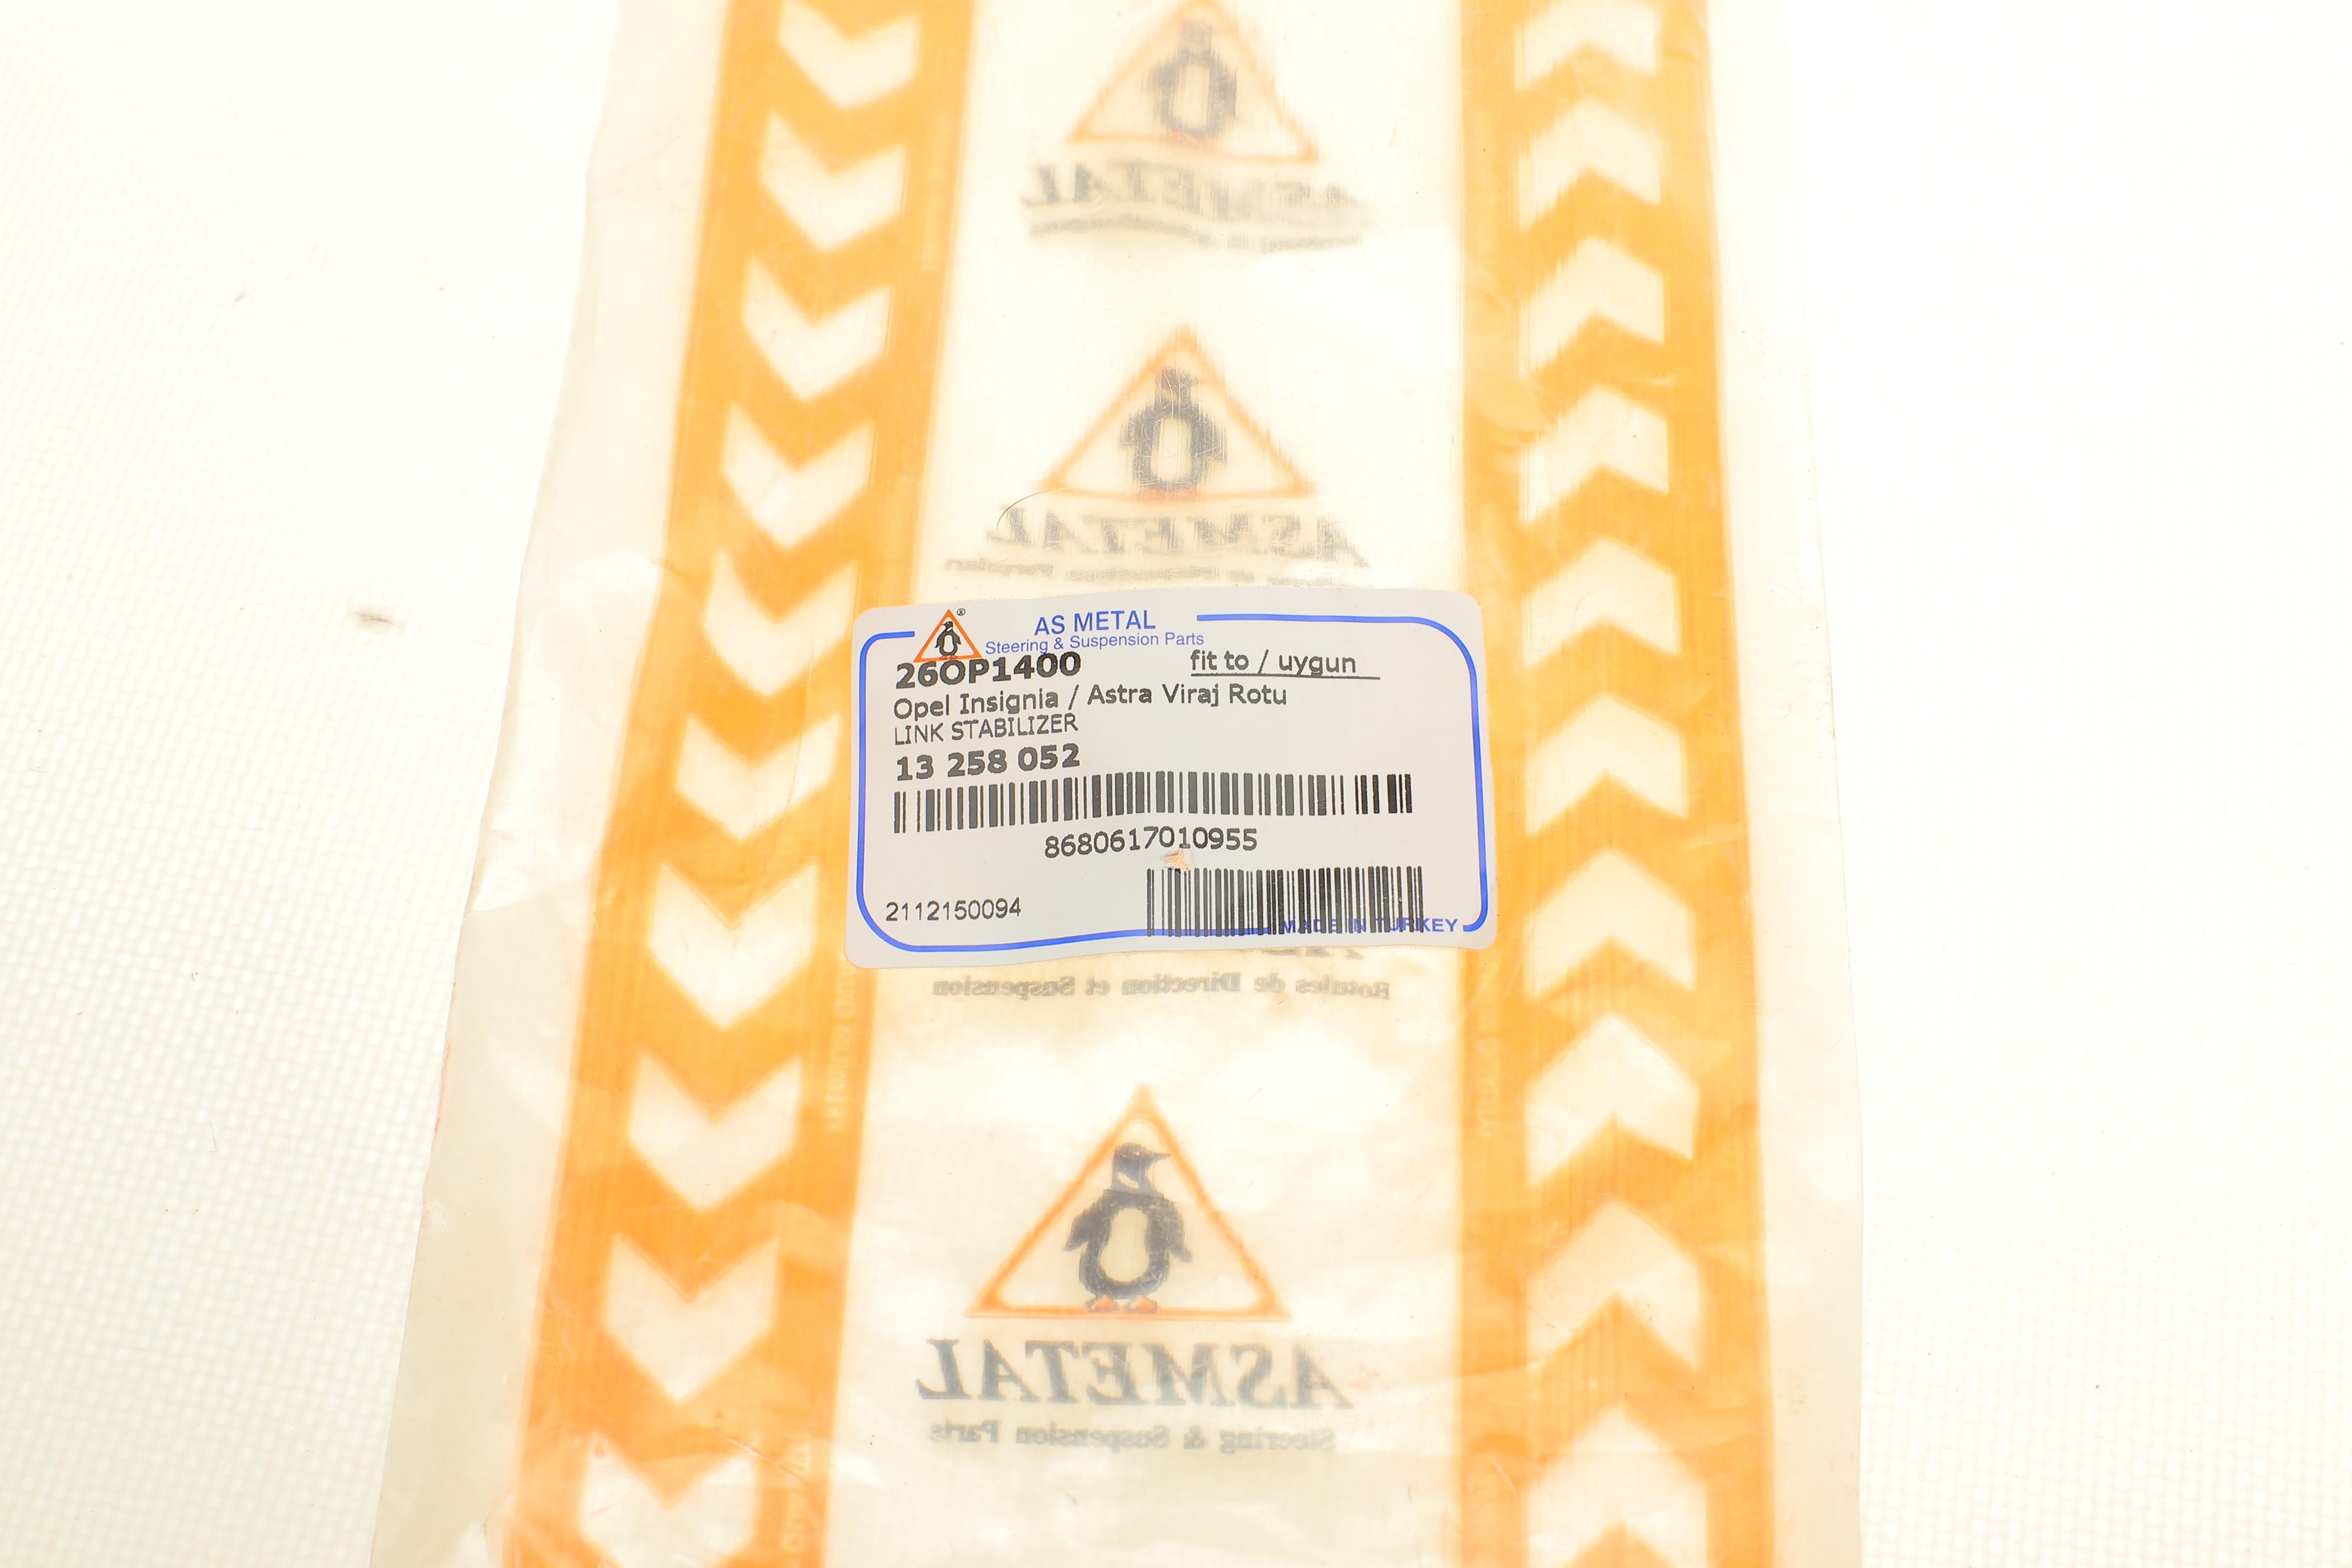 ASMETAL
ASMETAL
®
AS METAL
Steering & Suspension Parts
26OP1400 fit to / uygun
Opel Insignia / Astra Viraj Rotu
LINK STABILIZER
13 258 052
8680617010955
2112150094
MADE IN TURKEY
Rotules de Direction et Suspension
ASMETAL
Steering & Suspension Parts